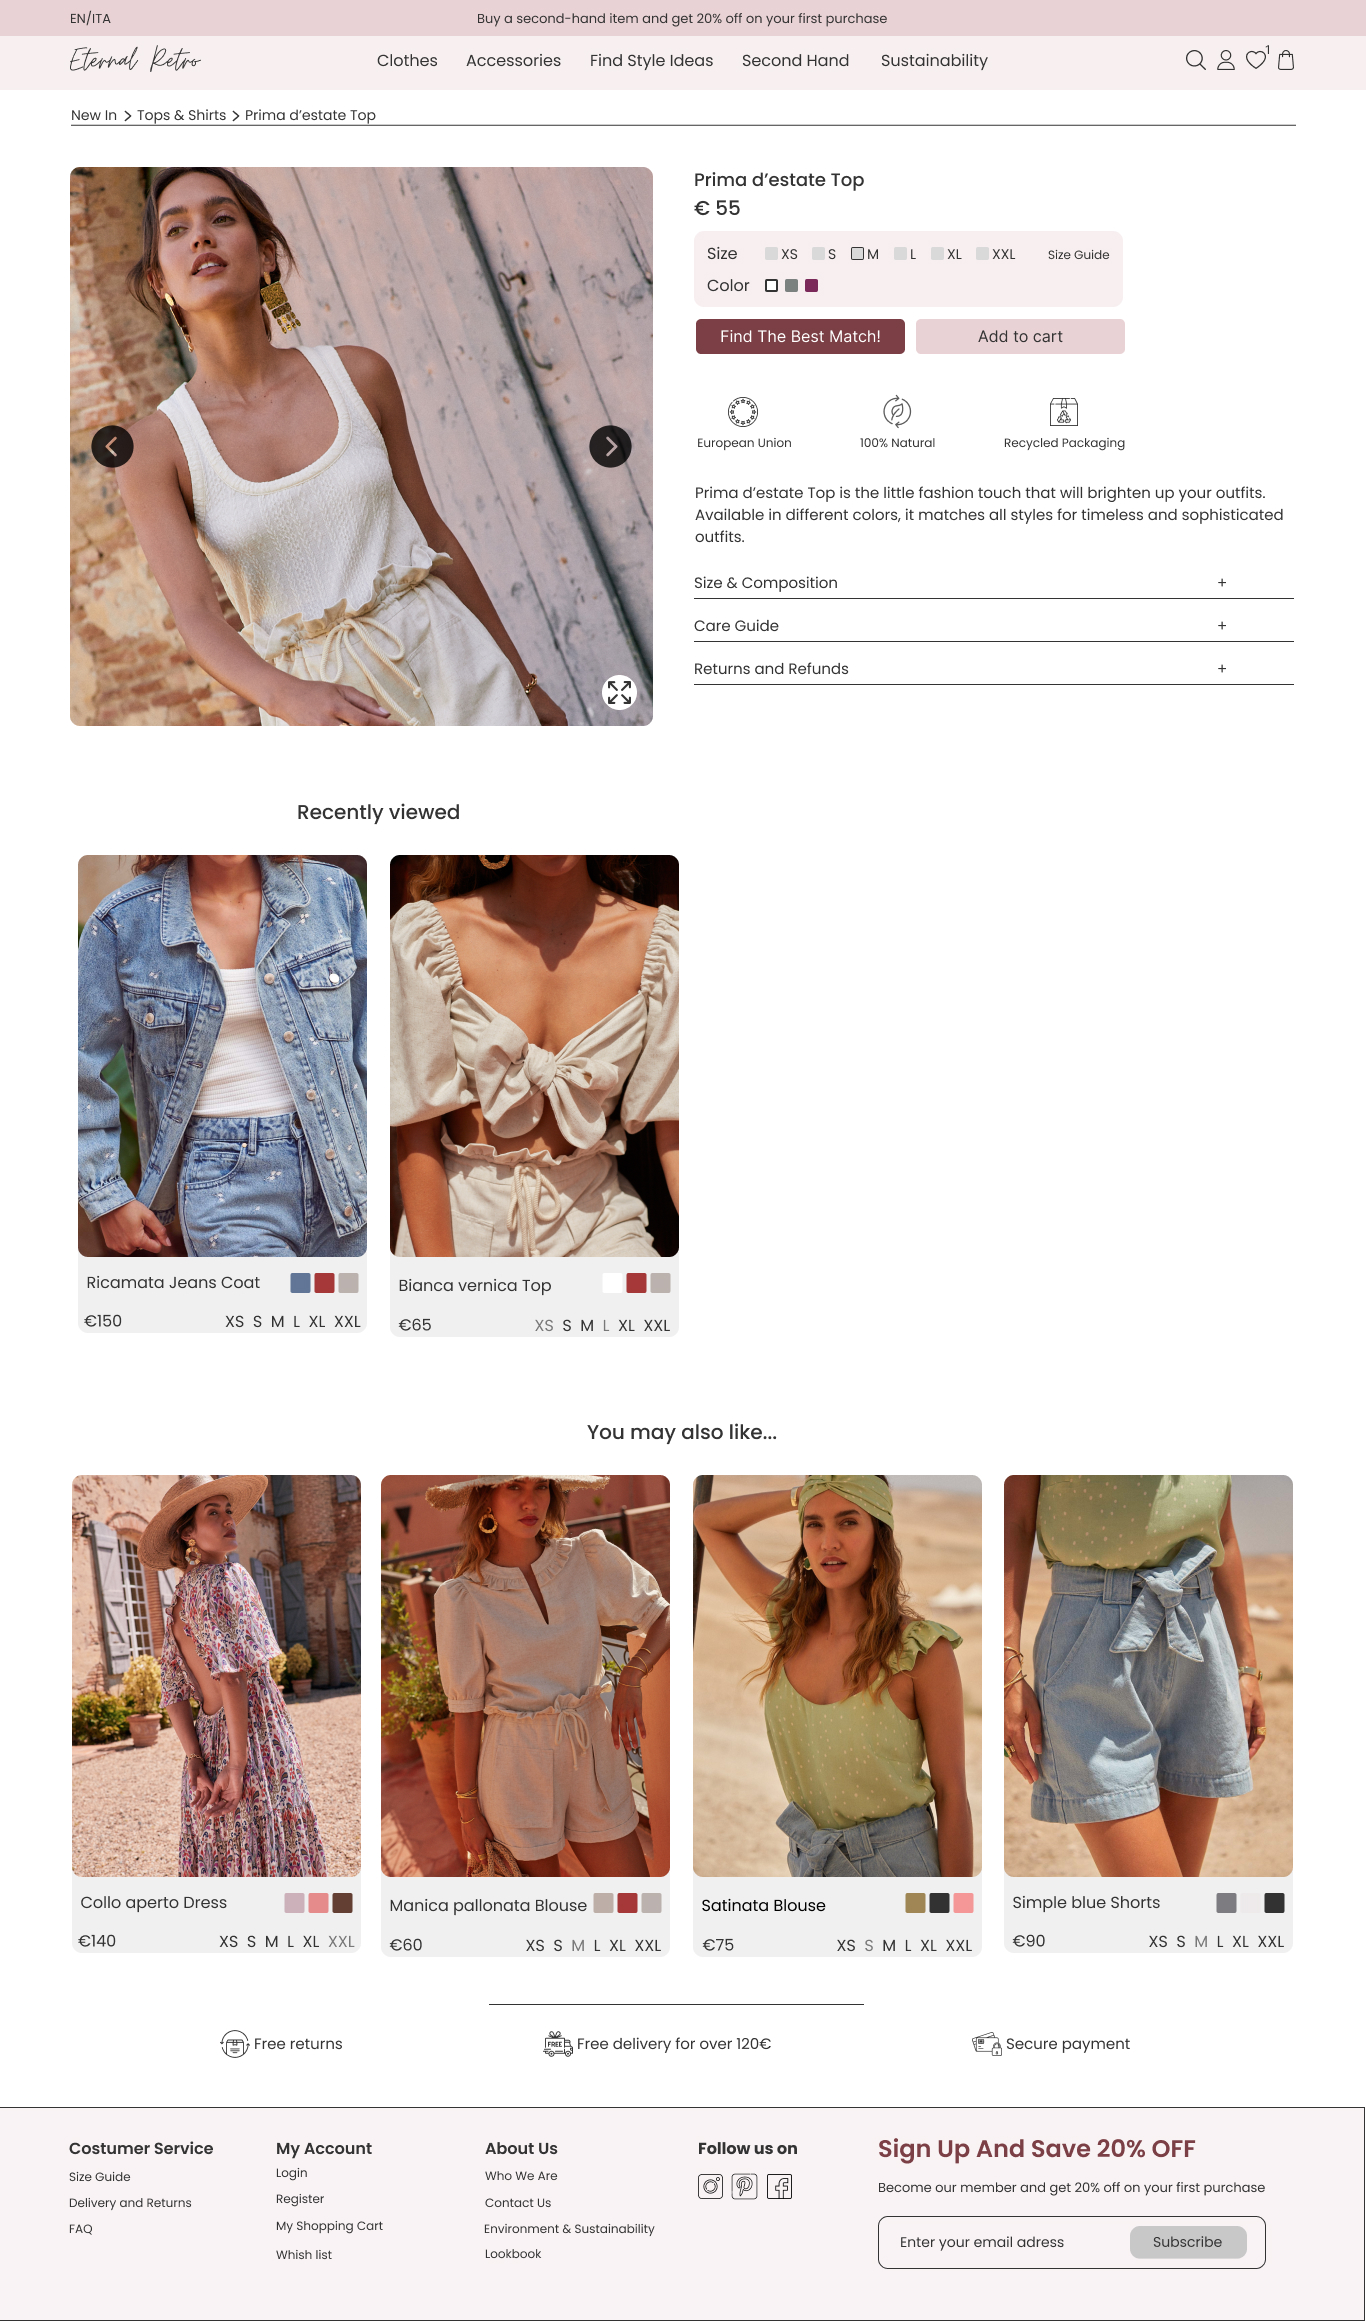 EN/ITA
Buy a second-hand item and get 20% off on your first purchase
Eternal Retro
Clothes Accessories Find Style Ideas Second Hand Sustainability
1
New In > Tops & Shirts > Prima d’estate Top
Prima d’estate Top
€ 55
Size XS S M L XL XXL Size Guide
Color
Find The Best Match! Add to cart
European Union 100% Natural Recycled Packaging
Prima d’estate Top is the little fashion touch that will brighten up your outfits.
Available in different colors, it matches all styles for timeless and sophisticated
outfits.
Size & Composition +
Care Guide +
Returns and Refunds +
Recently viewed
Ricamata Jeans Coat
€150 XS S M L XL XXL
Bianca vernica Top
€65 XS S M L XL XXL
You may also like...
Collo aperto Dress
€140 XS S M L XL XXL
Manica pallonata Blouse
€60 XS S M L XL XXL
Satinata Blouse
€75 XS S M L XL XXL
Simple blue Shorts
€90 XS S M L XL XXL
Free returns
FREE
Free delivery for over 120€
Secure payment
Costumer Service
Size Guide
Delivery and Returns
FAQ
My Account
Login
Register
My Shopping Cart
Whish list
About Us
Who We Are
Contact Us
Environment & Sustainability
Lookbook
Follow us on
Sign Up And Save 20% OFF
Become our member and get 20% off on your first purchase
Enter your email adress Subscribe